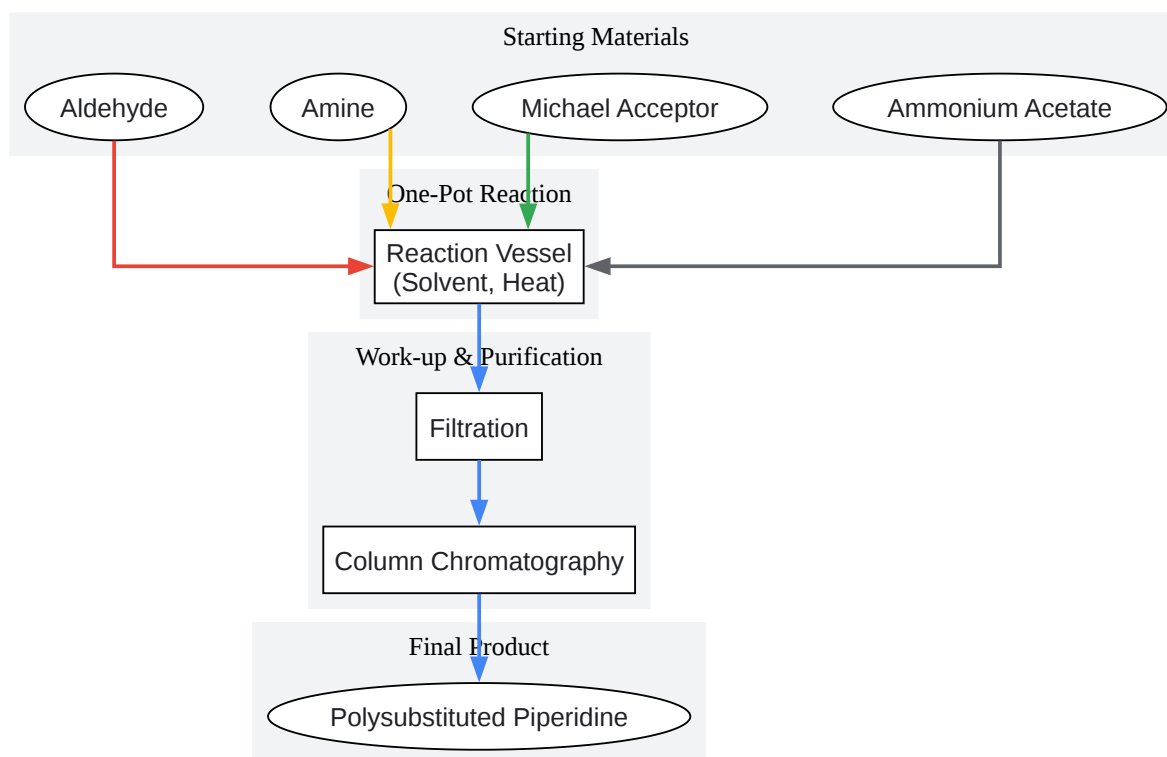 Starting Materials
Aldehyde
Amine
Michael Acceptor
Ammonium Acetate
One-Pot Reaction
Reaction Vessel
(Solvent, Heat)
Work-up & Purification
Filtration
Column Chromatography
Final Product
Polysubstituted Piperidine